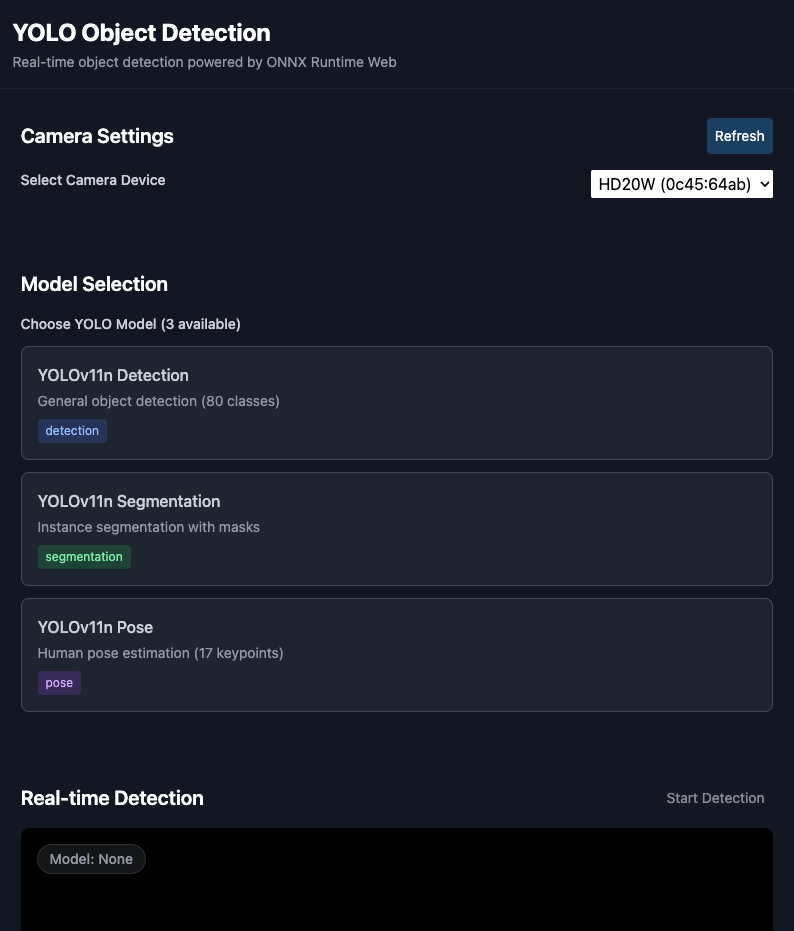 YOLO Object Detection
Real-time object detection powered by ONNX Runtime Web
Camera Settings
Refresh
Select Camera Device
HD20W (0c45:64ab)
Model Selection
Choose YOLO Model (3 available)
YOLOv11n Detection
General object detection (80 classes)
detection
YOLOv11n Segmentation
Instance segmentation with masks
segmentation
YOLOv11n Pose
Human pose estimation (17 keypoints)
pose
Real-time Detection
Start Detection
Model: None